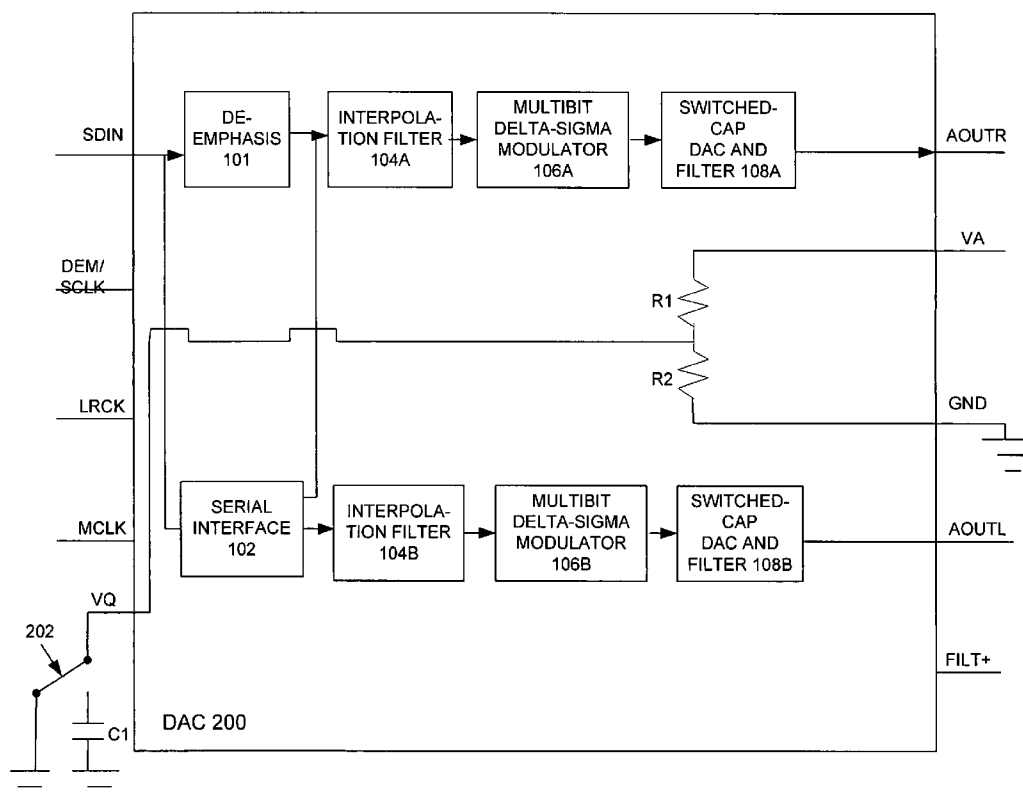 SDIN
DE-
EMPHASIS
101
INTERPOLA-
TION FILTER
104A
MULTIBIT
DELTA-SIGMA
MODULATOR
106A
SWITCHED-
CAP
DAC AND
FILTER 108A
AOUTR
VA
DEM/
SCLK
R1
R2
LRCK
GND
MCLK
SERIAL
INTERFACE
102
INTERPOLA-
TION FILTER
104B
MULTIBIT
DELTA-SIGMA
MODULATOR
106B
SWITCHED-
CAP
DAC AND
FILTER 108B
AOUTL
VQ
202
FILT+
C1
DAC 200